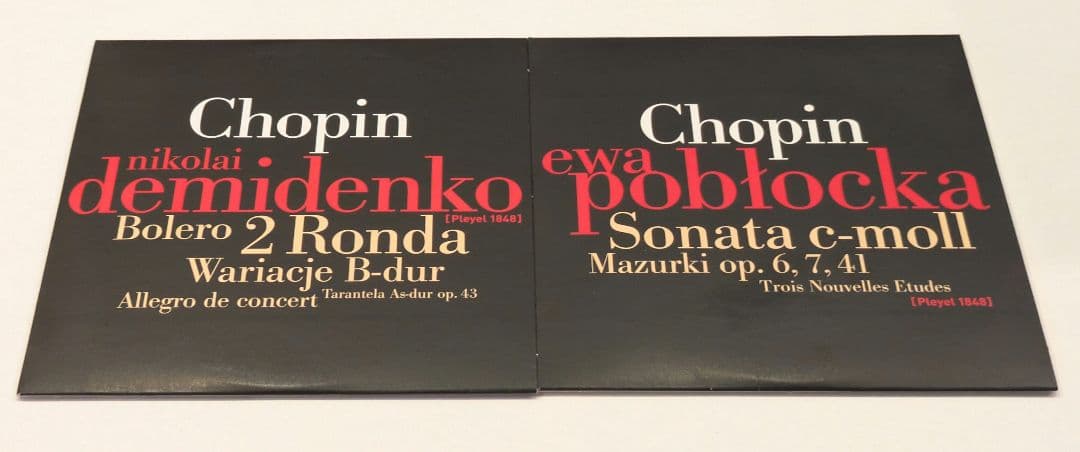 Chopin
nikolai
demidenko
[Pleyel 1848]
Bolero 2 Ronda
Wariacje B-dur
Allegro de concert Tarantela As-dur op. 43
Chopin
ewa
pobłocka
Sonata c-moll
Mazurki op. 6, 7, 41
Trois Nouvelles Etudes
[Pleyel 1848]